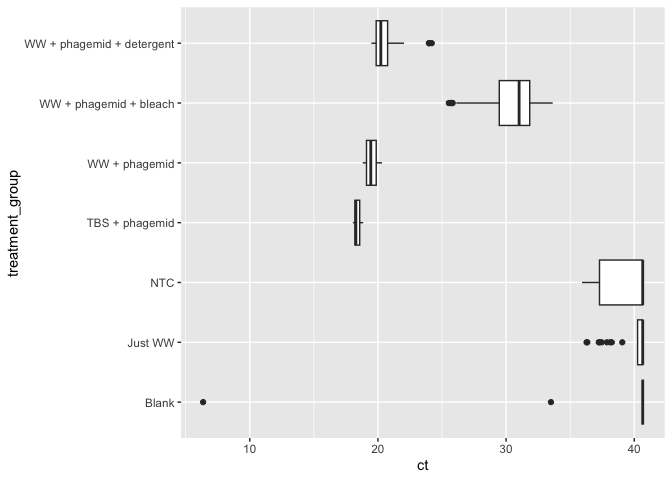 WW + phagemid + detergent
WW + phagemid + bleach
WW + phagemid
TBS + phagemid
NTC
Just WW
Blank
treatment_group
10 20 30 40
ct